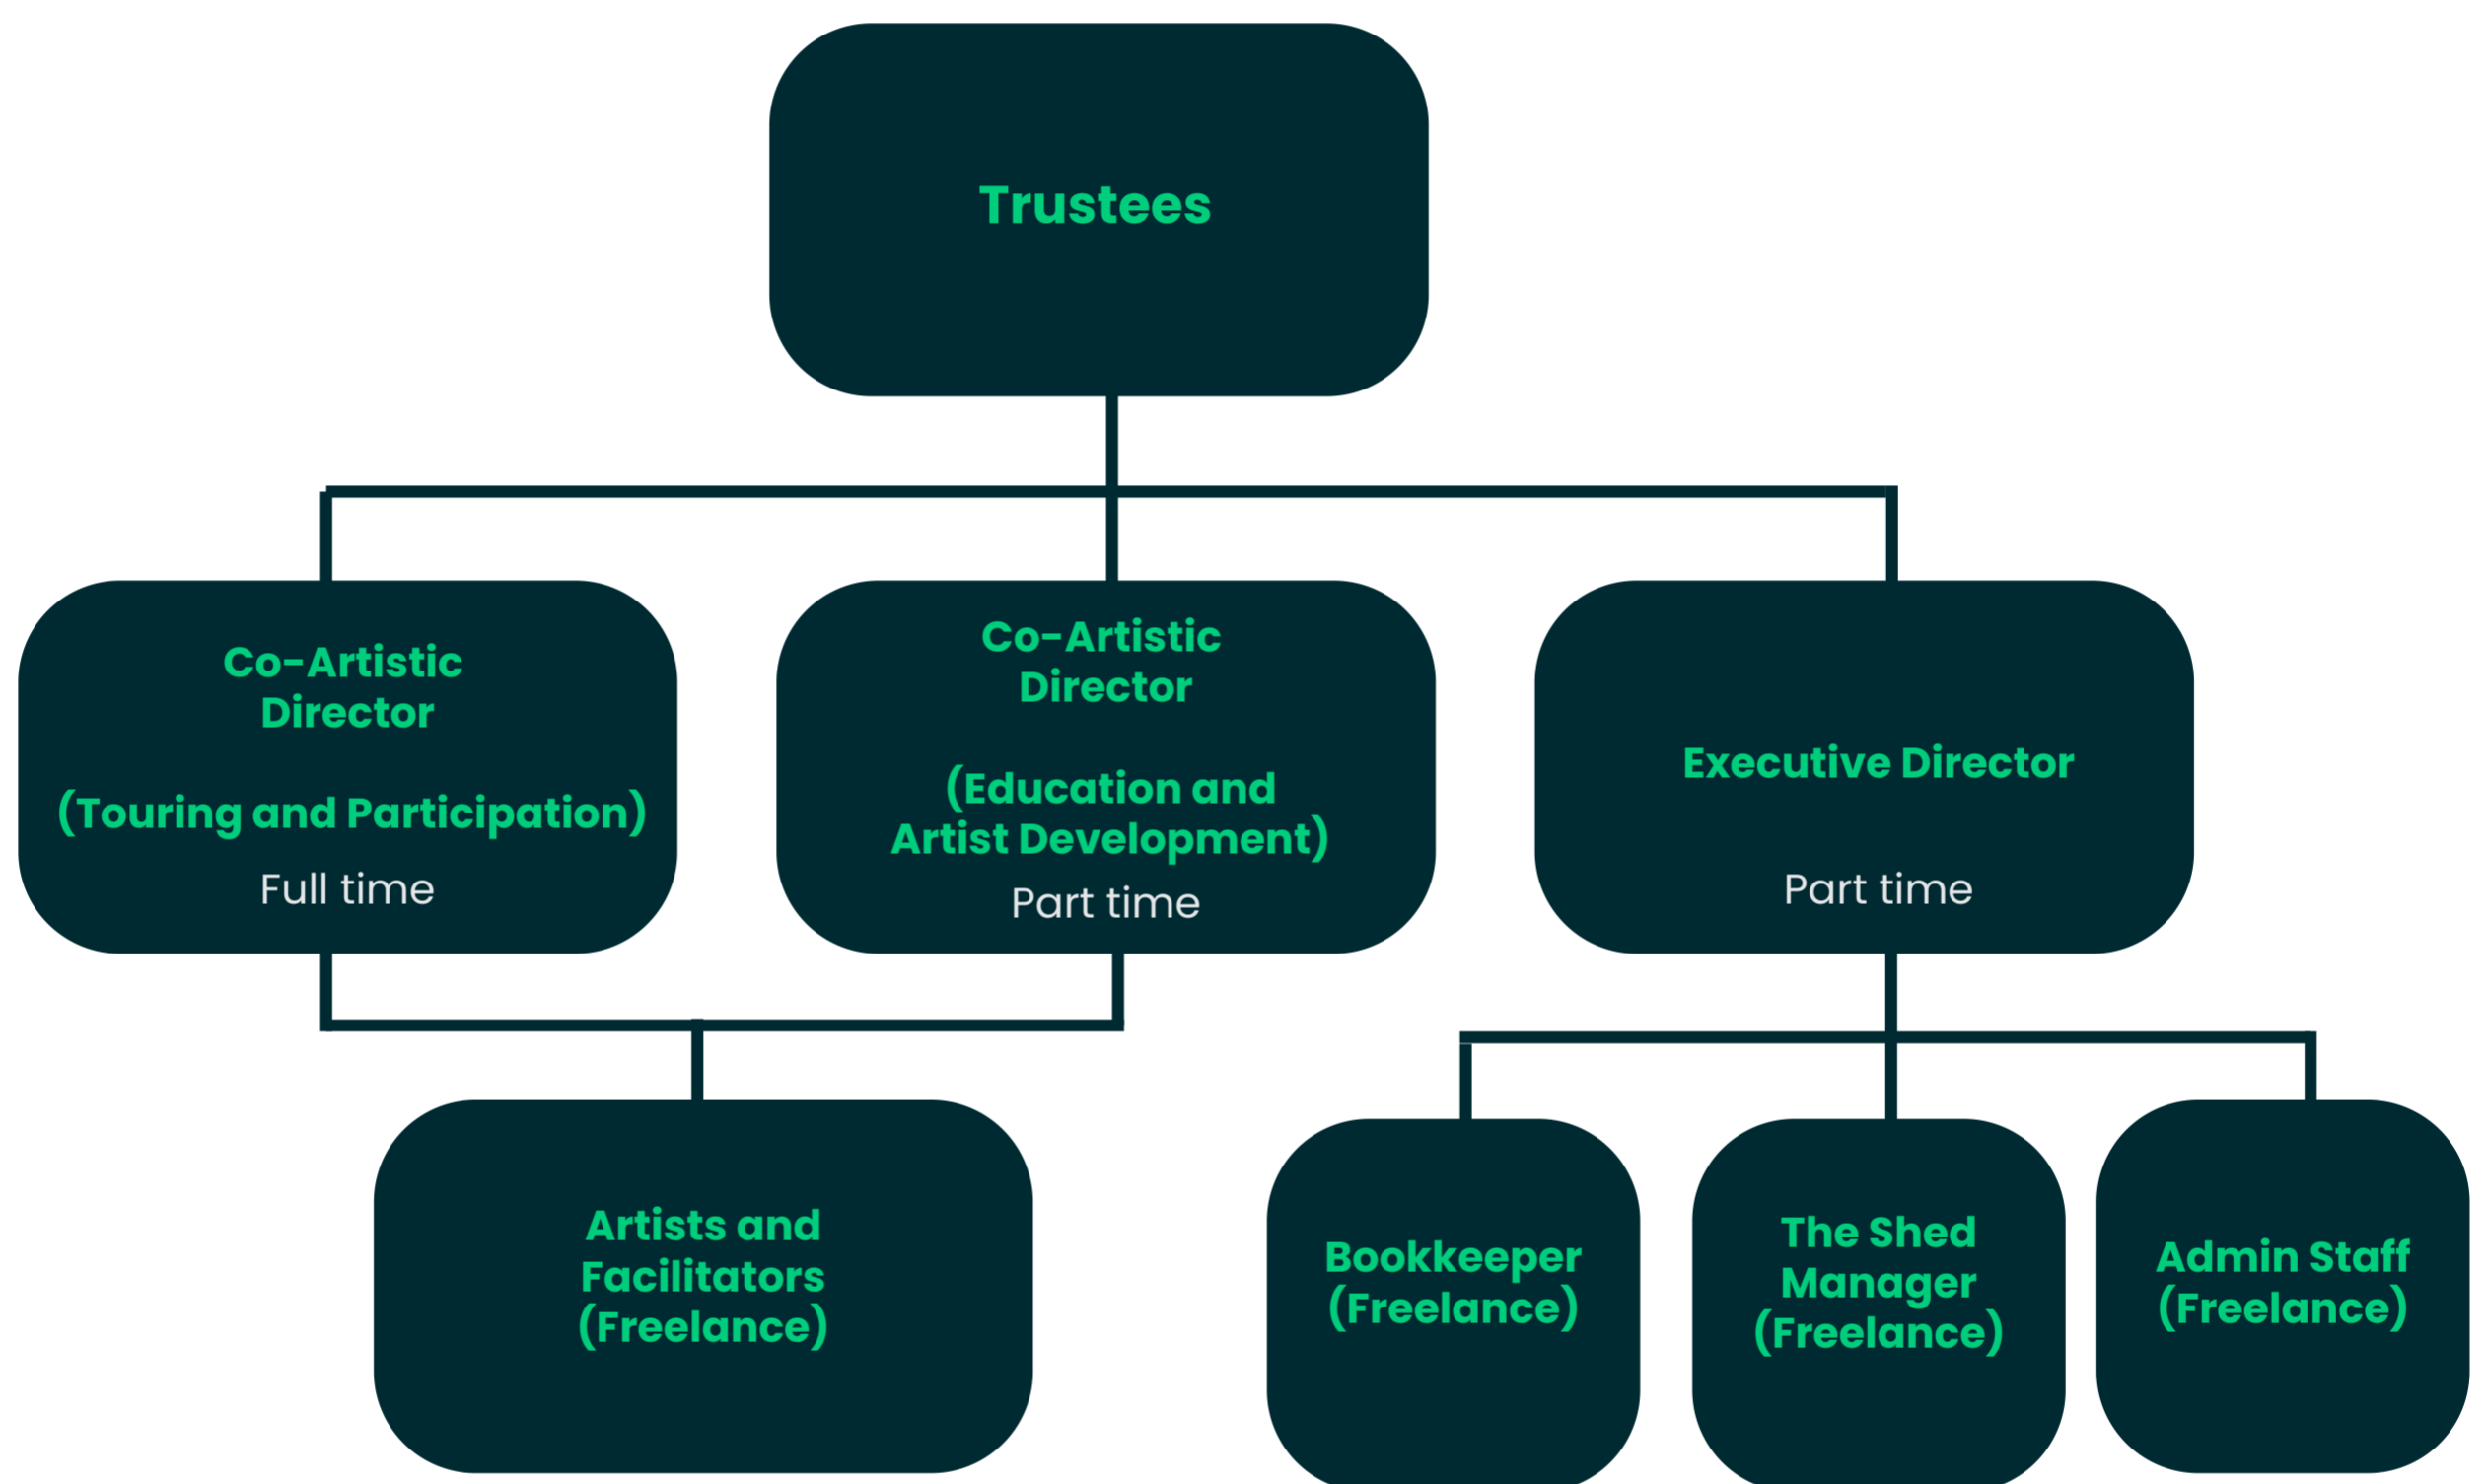 Trustees
Co-Artistic
Director
(Touring and Participation)
Full time
Co-Artistic
Director
(Education and
Artist Development)
Part time
Executive Director
Part time
Artists and
Facilitators
(Freelance)
Bookkeeper
(Freelance)
The Shed
Manager
(Freelance)
Admin Staff
(Freelance)